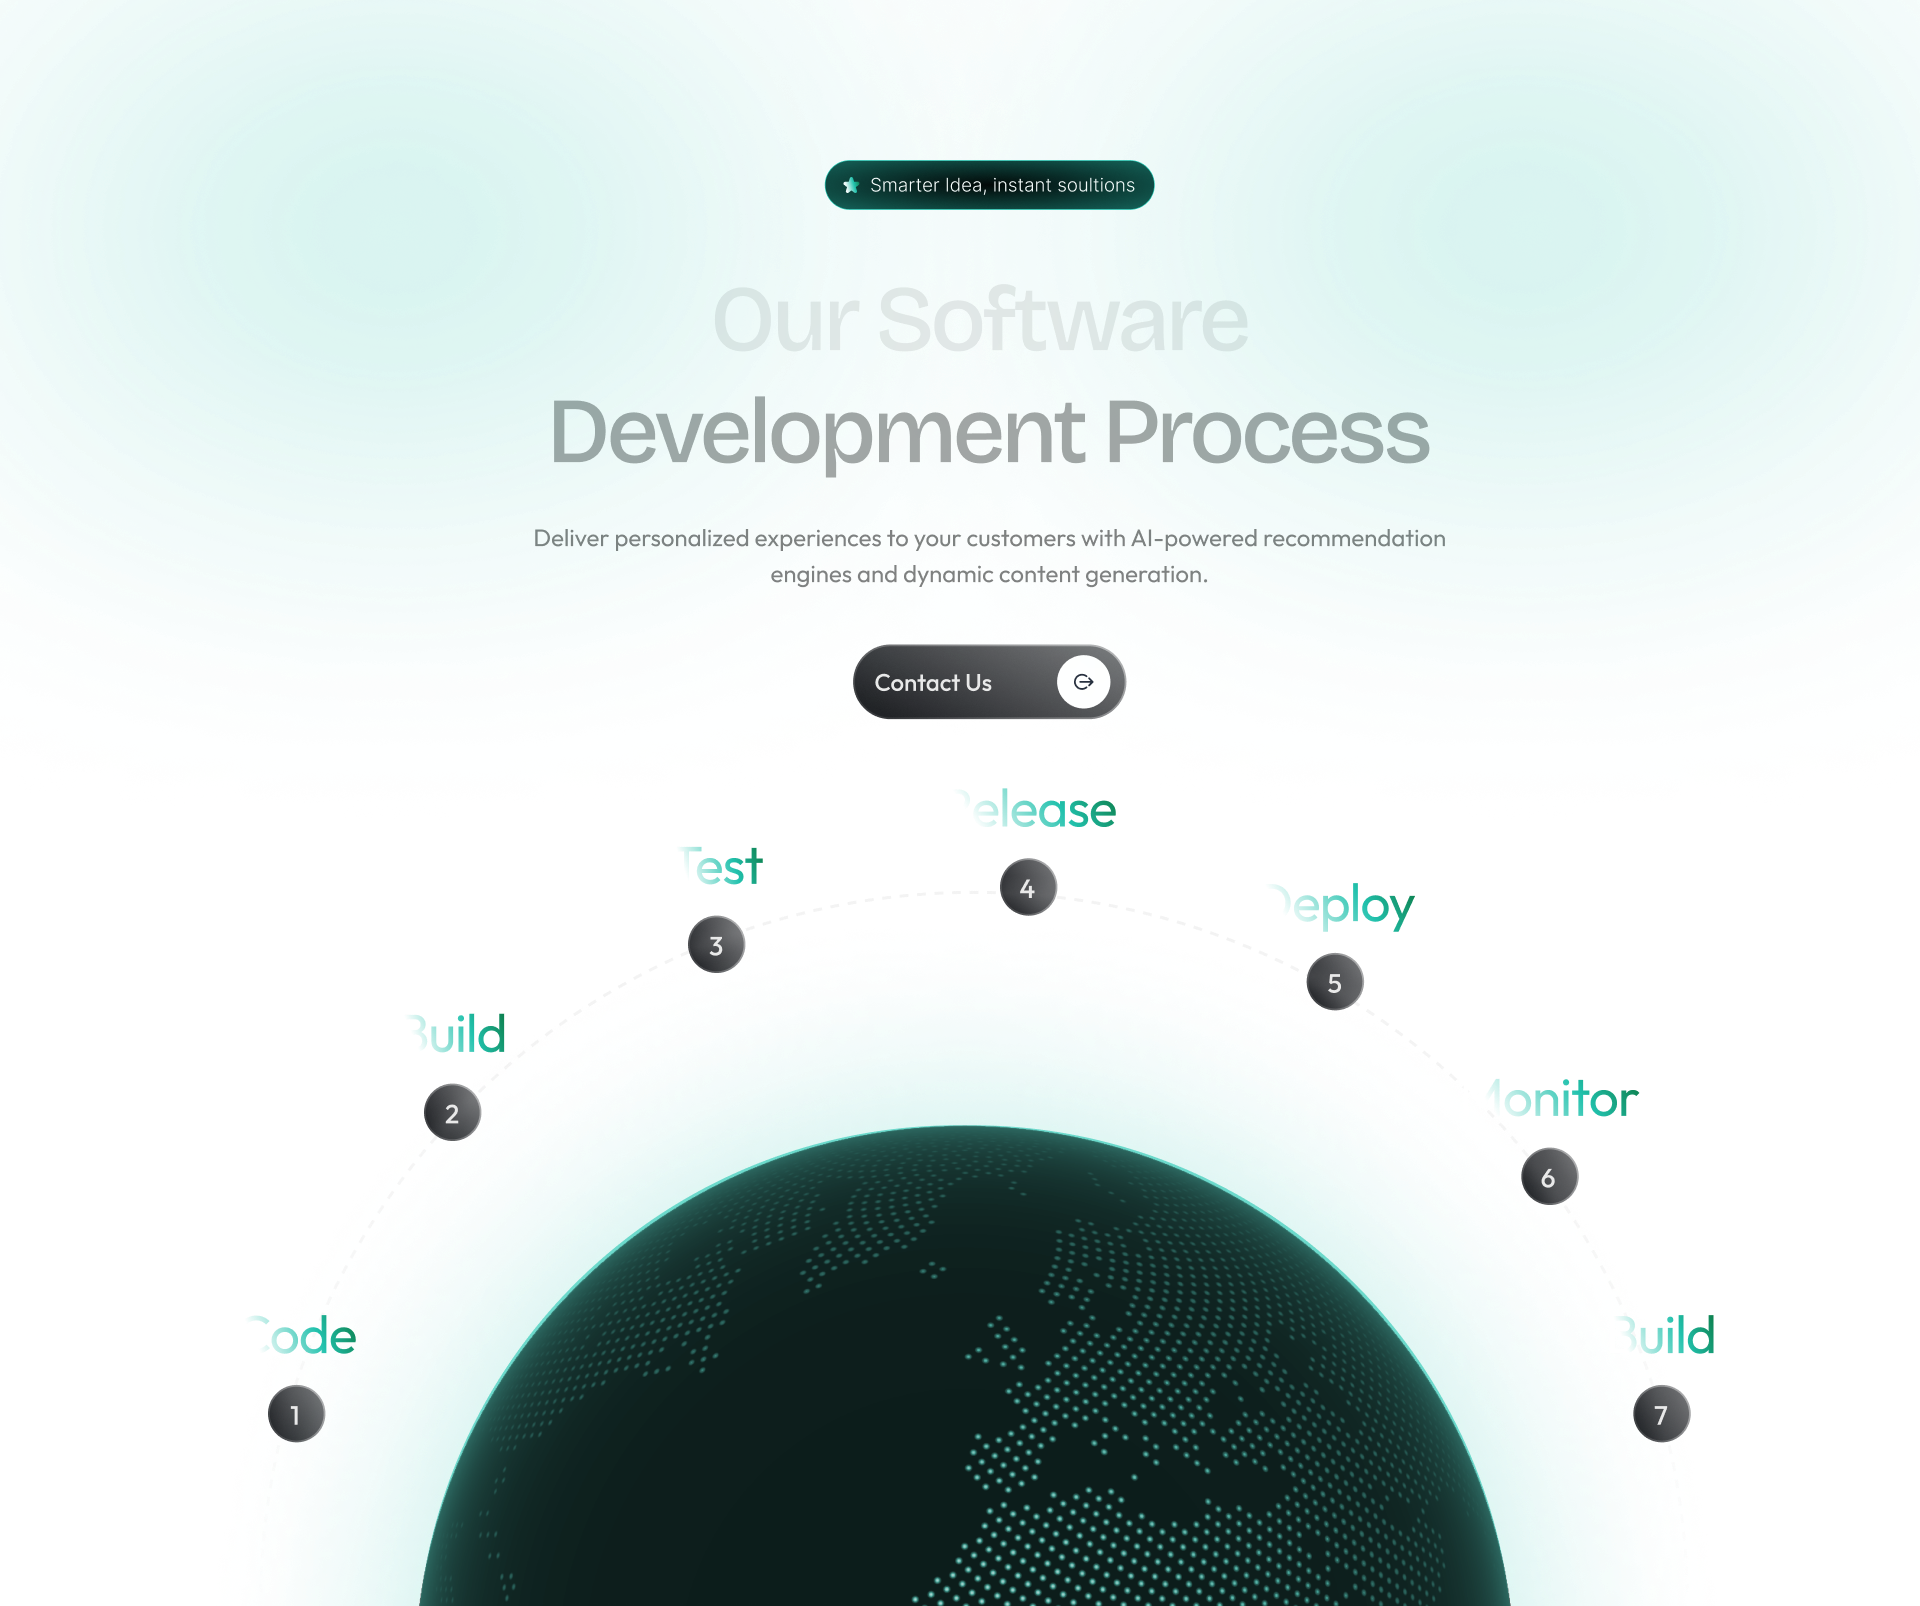 Smarter Idea, instant soultions
Our Software
Development Process
Deliver personalized experiences to your customers with AI-powered recommendation
engines and dynamic content generation.
Contact Us
Release
Test
4
Deploy
3
5
Build
Monitor
2
6
Code
Build
1
7